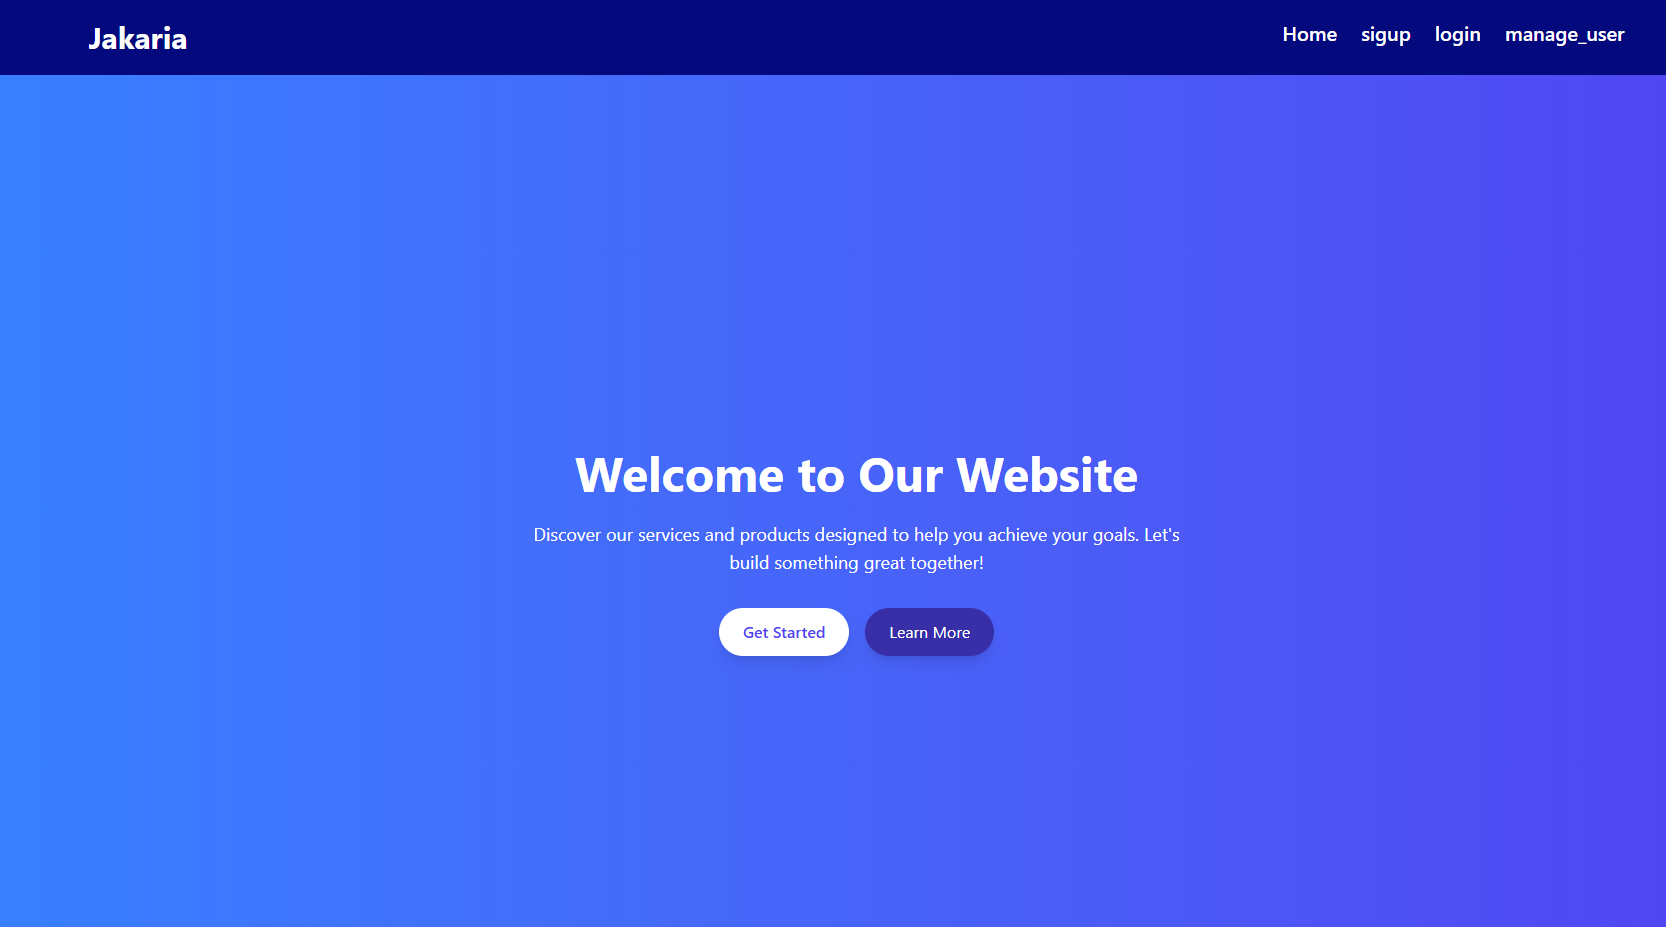 Jakaria
Home sigup login manage_user
Welcome to Our Website
Discover our services and products designed to help you achieve your goals. Let's
build something great together!
Get Started
Learn More